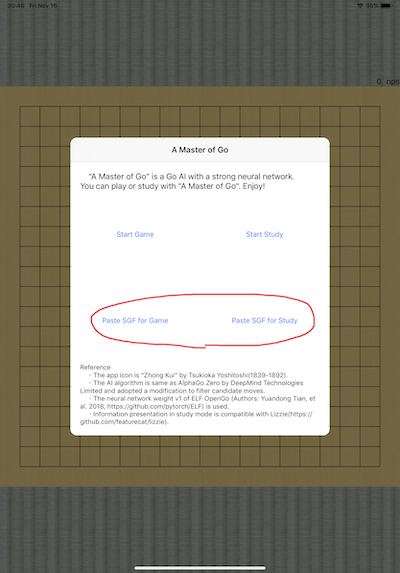 20:46 Fri Nov 16
95%
0 nps
A Master of Go
"A Master of Go" is a Go AI with a strong neural network.
You can play or study with "A Master of Go". Enjoy!
Start Game Start Study
Paste SGF for Game Paste SGF for Study
Reference
- The app icon is "Zhong Kui" by Tsukioka Yoshitoshi(1839-1892).
- The AI algorithm is same as AlphaGo Zero by DeepMind Technologies
Limited and adopted a modification to filter candidate moves.
- The neural network weight v1 of ELF OpenGo (Authors: Yuandong Tian, et
al. 2018, https://github.com/pytorch/ELF) is used.
- Information presentation in study mode is compatible with Lizzie(https://
github.com/featurecat/lizzie).